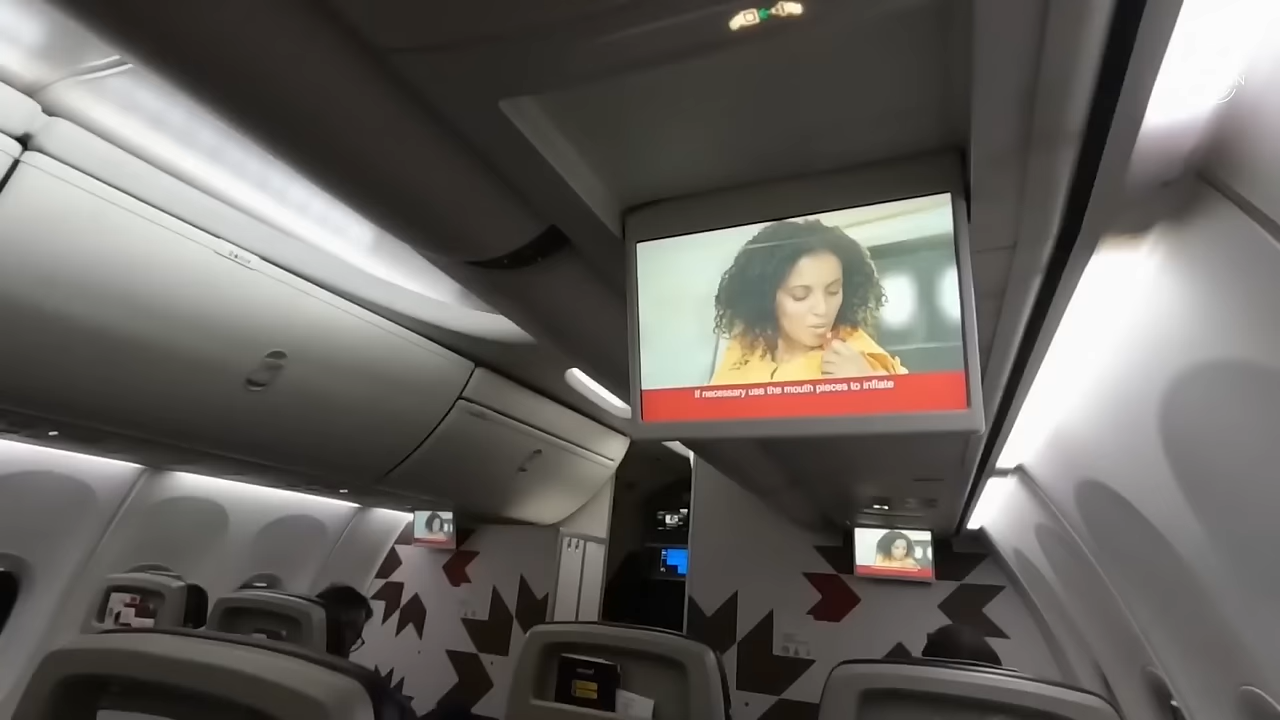 If necessary use the mouth pieces to inflate